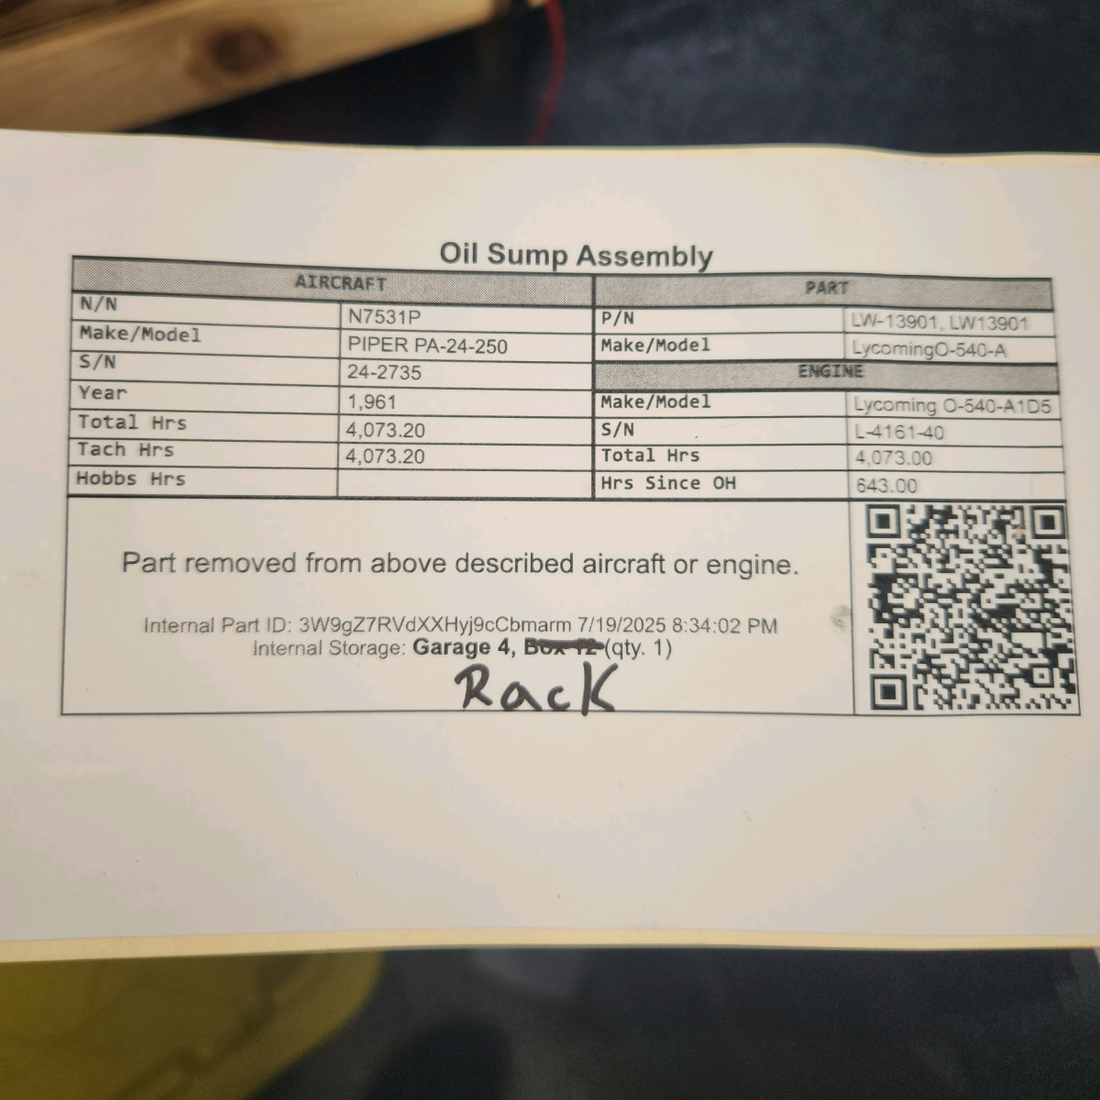 Oil Sump Assembly
AIRCRAFT
N/N N7531P
Make/Model PIPER PA-24-250
S/N 24-2735
Year 1,961
Total Hrs 4,073.20
Tach Hrs 4,073.20
Hobbs Hrs
PART
P/N LW-13901, LW13901
Make/Model LycomingO-540-A
ENGINE
Make/Model Lycoming O-540-A1D5
S/N L-4161-40
Total Hrs 4,073.00
Hrs Since OH 643.00
Part removed from above described aircraft or engine.
Internal Part ID: 3W9gZ7RVdXXHyj9cCbmarm 7/19/2025 8:34:02 PM
Internal Storage: Garage 4, Box (qty. 1)
Rack